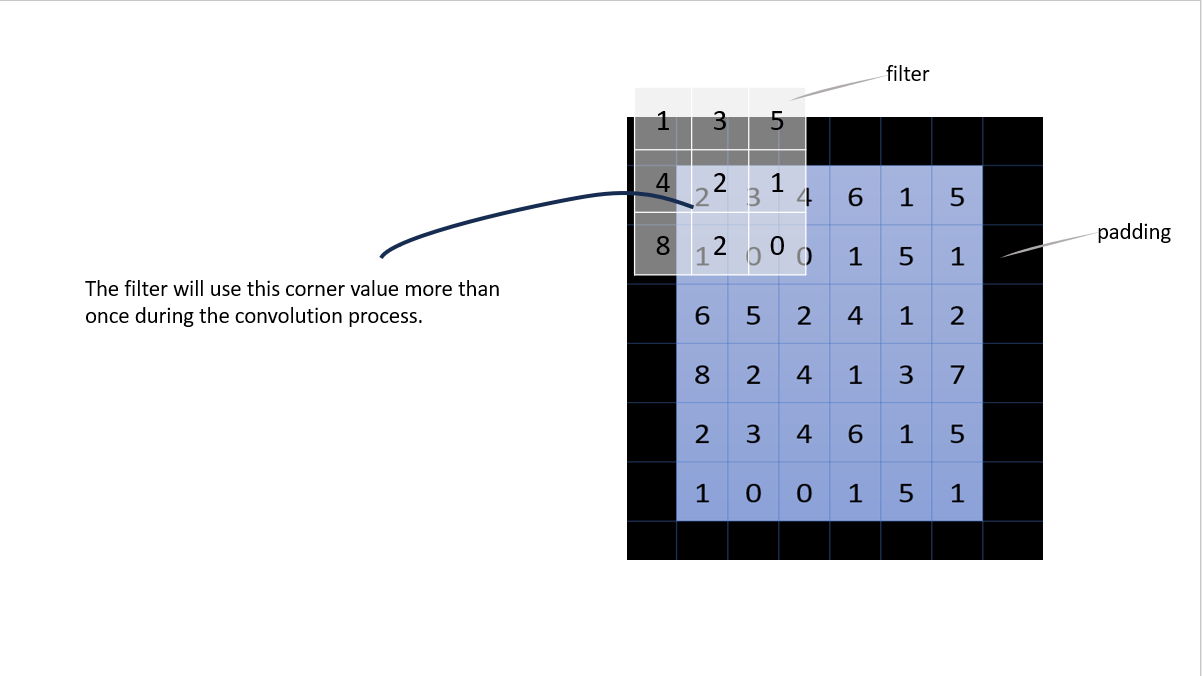 filter
1 3 5
4 2 1
8 2 0
2 3 4 6 1 5
1 0 0 1 5 1
padding
The filter will use this corner value more than
once during the convolution process.
6 5 2 4 1 2
8 2 4 1 3 7
2 3 4 6 1 5
1 0 0 1 5 1